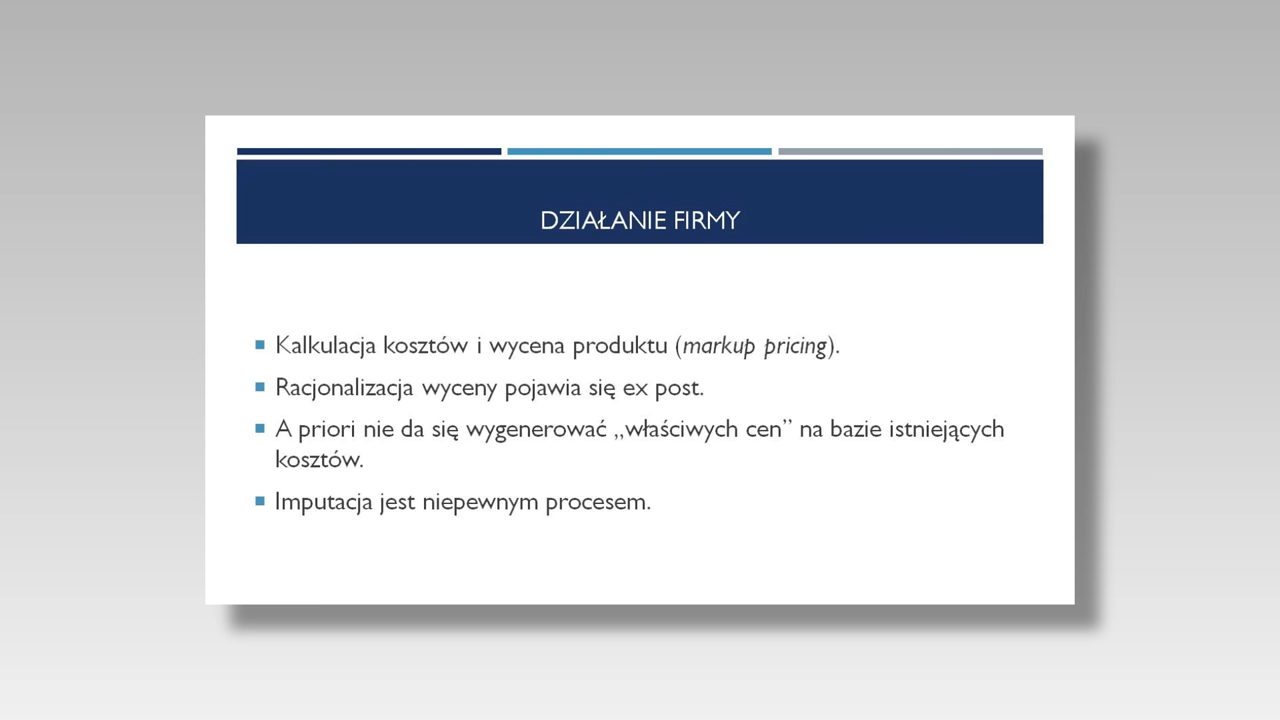 DZIAŁANIE FIRMY
Kalkulacja kosztów i wycena produktu (markup pricing).
Racjonalizacja wyceny pojawia się ex post.
A priori nie da się wygenerować „właściwych cen” na bazie istniejących
kosztów.
Imputacja jest niepewnym procesem.